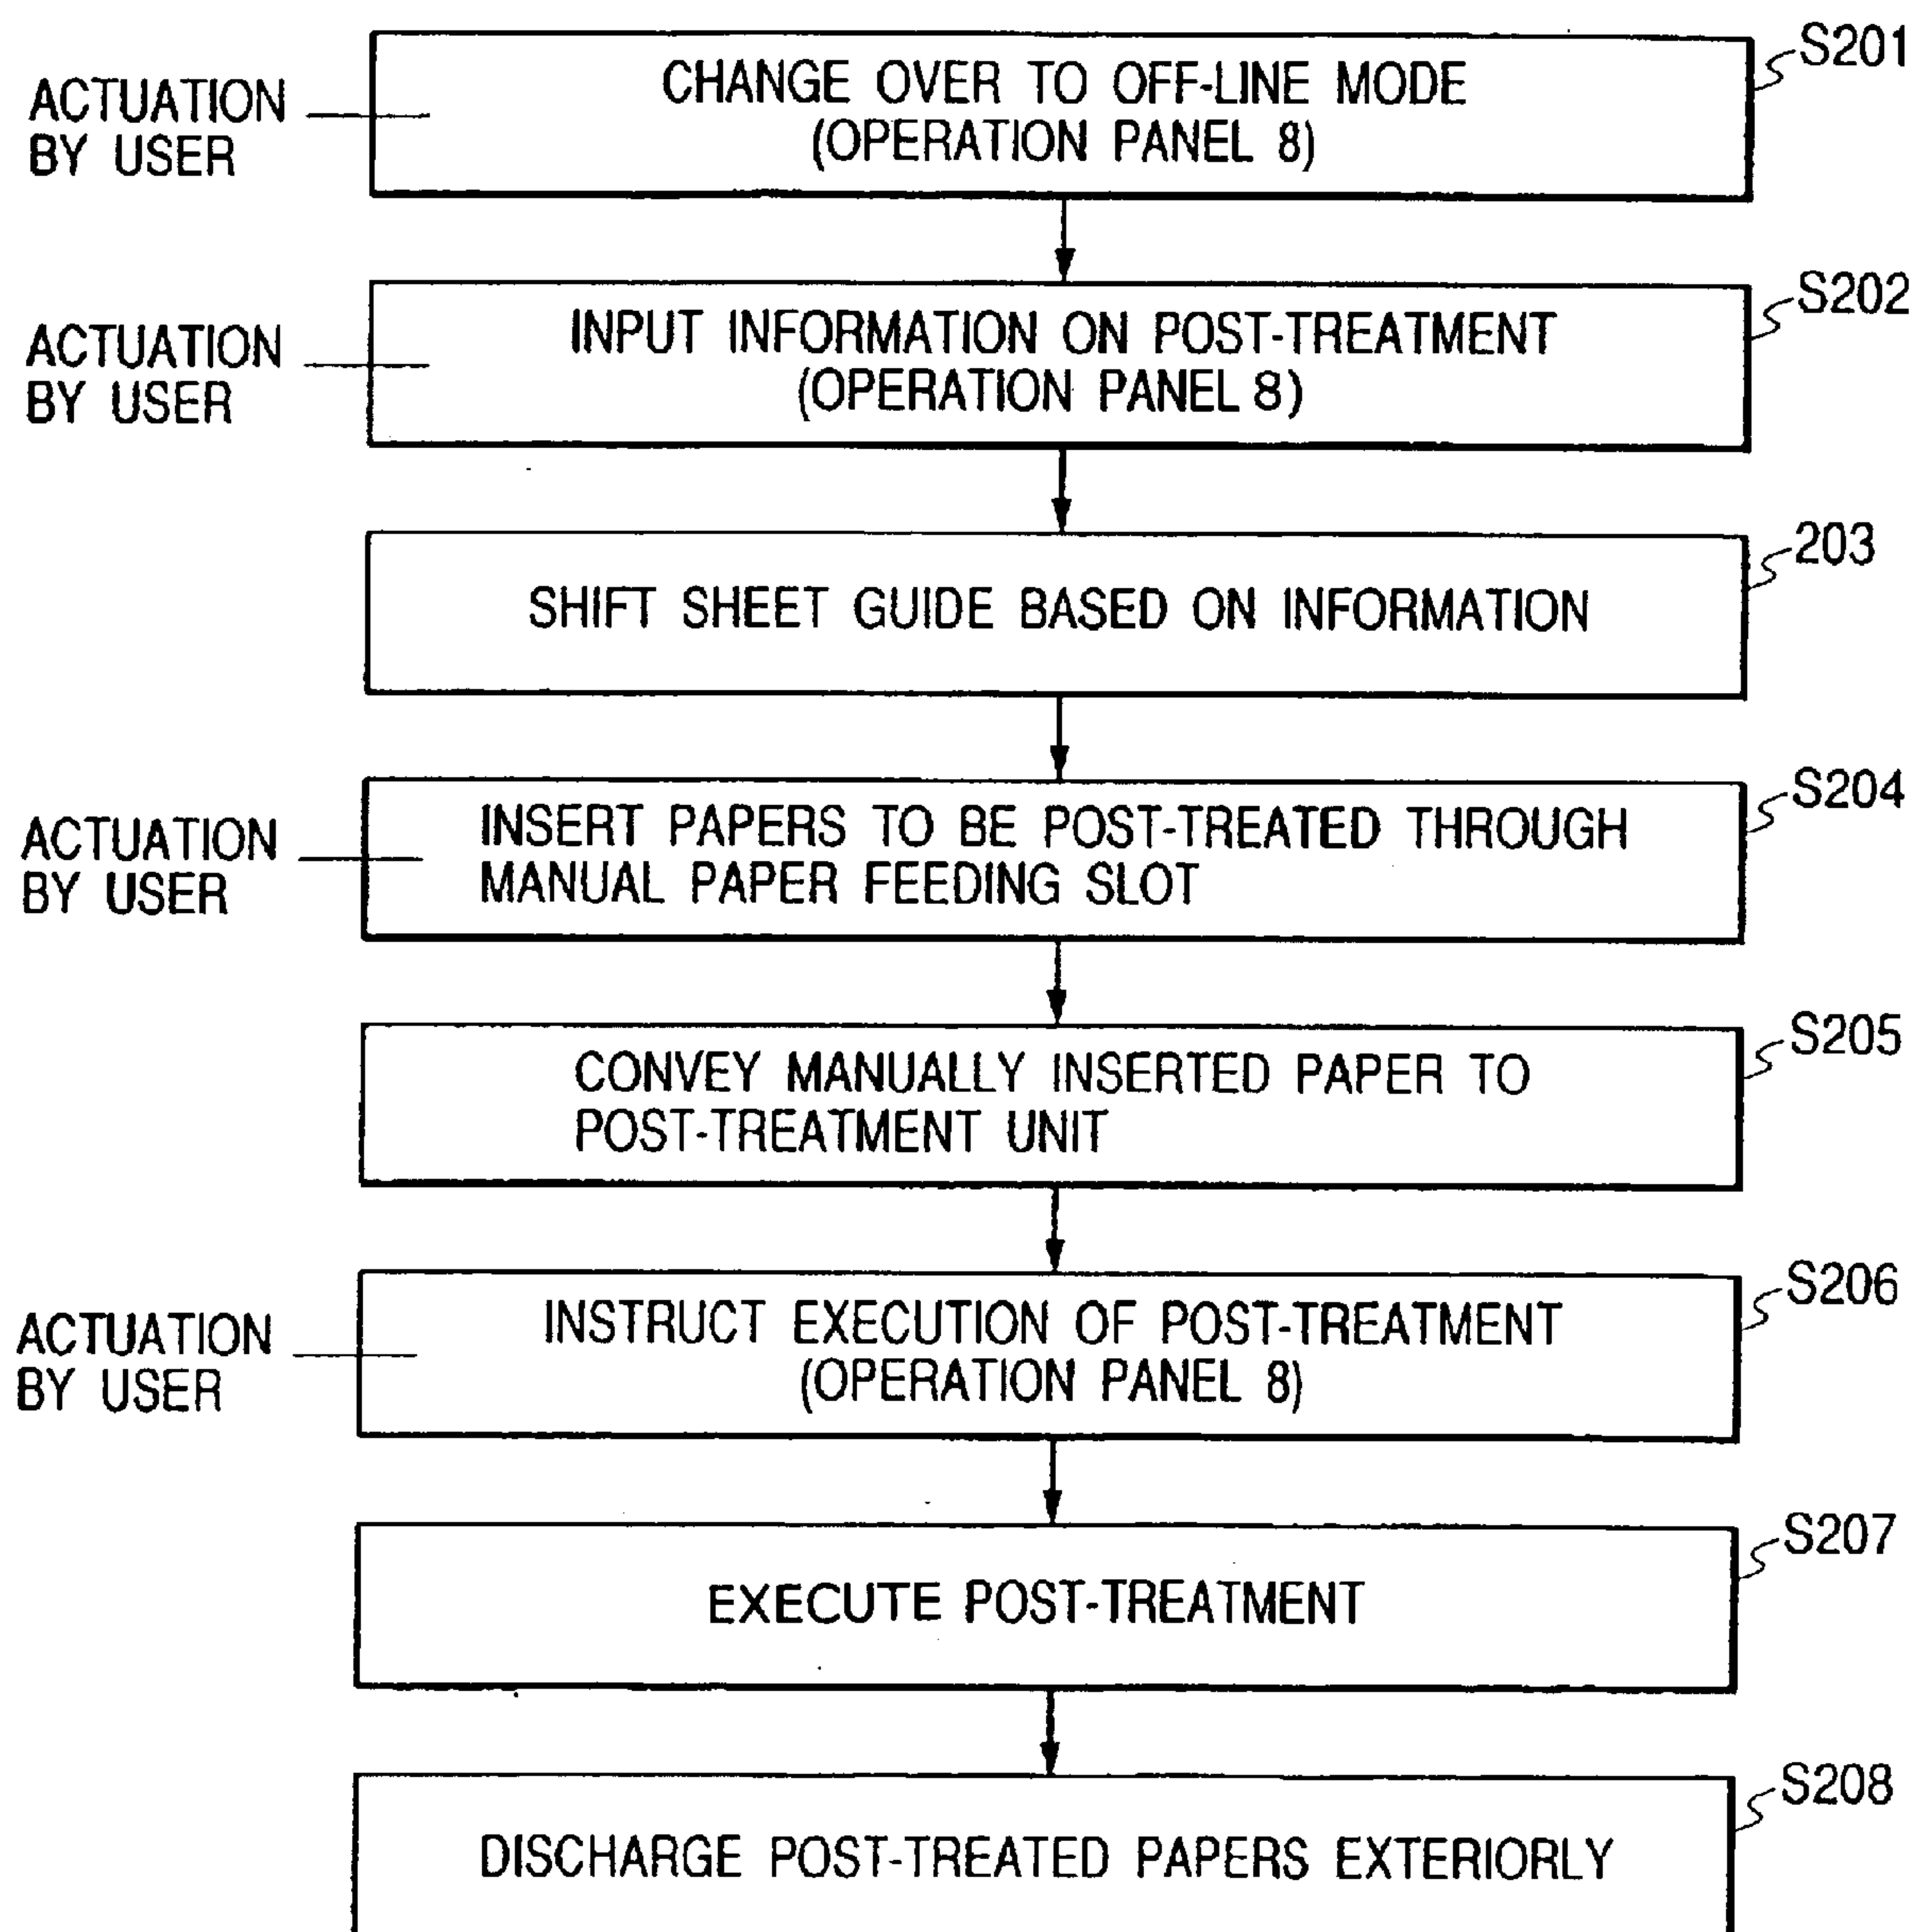 S201
ACTUATION
BY USER
CHANGE OVER TO OFF-LINE MODE
(OPERATION PANEL 8)
S202
ACTUATION
BY USER
INPUT INFORMATION ON POST-TREATMENT
(OPERATION PANEL 8)
203
SHIFT SHEET GUIDE BASED ON INFORMATION
S204
ACTUATION
BY USER
INSERT PAPERS TO BE POST-TREATED THROUGH
MANUAL PAPER FEEDING SLOT
S205
CONVEY MANUALLY INSERTED PAPER TO
POST-TREATMENT UNIT
S206
ACTUATION
BY USER
INSTRUCT EXECUTION OF POST-TREATMENT
(OPERATION PANEL 8)
S207
EXECUTE POST-TREATMENT
S208
DISCHARGE POST-TREATED PAPERS EXTERIORLY